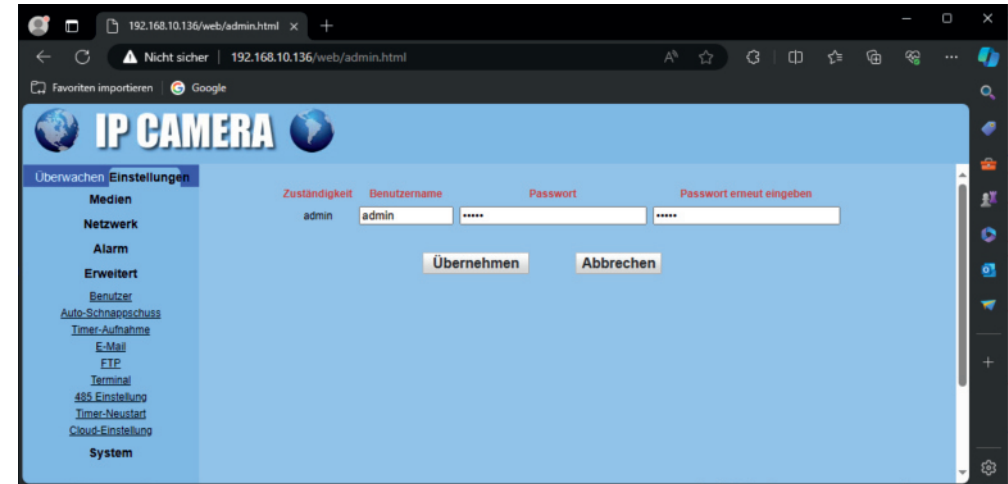 192.168.10.136/web/admin.html
Nicht sicher 192.168.10.136/web/admin.html
Favoriten importieren Google
IP CAMERA
Überwachen Einstellungen
Medien
Netzwerk
Alarm
Erweitert
Benutzer
Auto-Schnappschuss
Timer-Aufnahme
E-Mail
FTP
Terminal
485 Einstellung
Timer-Neustart
Cloud-Einstellung
System
Zuständigkeit Benutzername Passwort Passwort erneut eingeben
admin admin ••••• •••••
Übernehmen Abbrechen